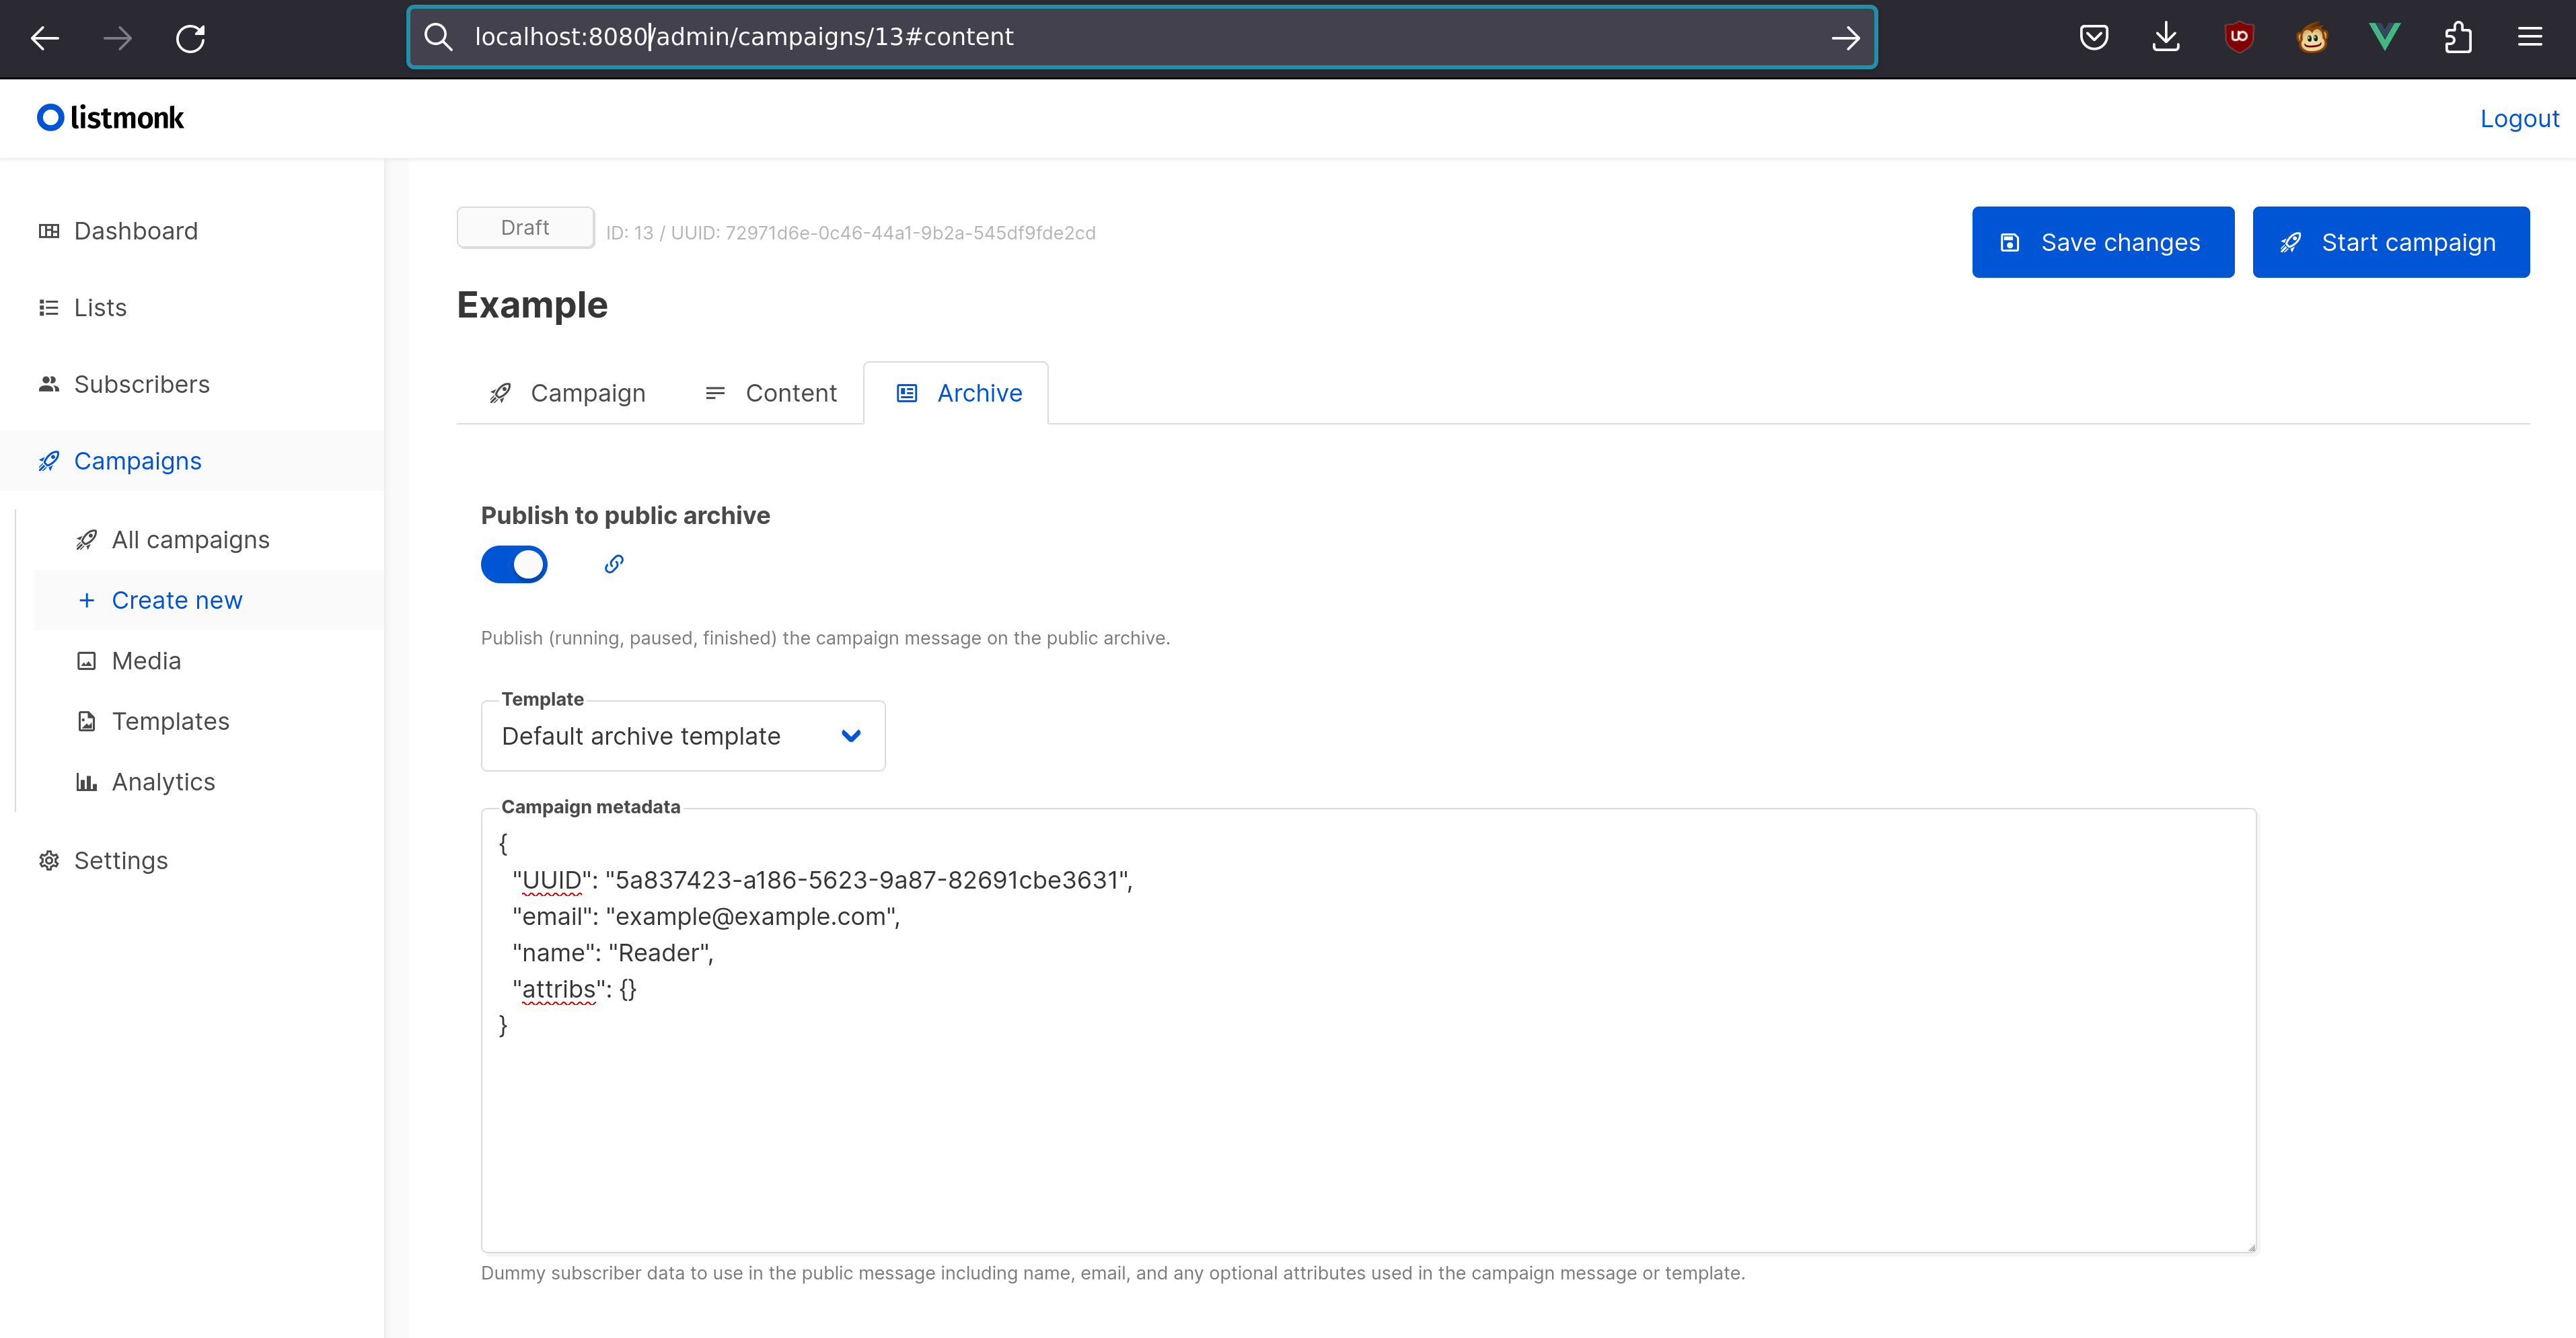 localhost:8080/admin/campaigns/13#content
listmonk
Logout
Dashboard
Lists
Subscribers
Campaigns
All campaigns
Create new
Media
Templates
Analytics
Settings
Draft
ID: 13 / UUID: 72971d6e-0c46-44a1-9b2a-545df9fde2cd
Save changes
Start campaign
Example
Campaign
Content
Archive
Publish to public archive
Publish (running, paused, finished) the campaign message on the public archive.
Template
Default archive template
Campaign metadata
{
"UUID": "5a837423-a186-5623-9a87-82691cbe3631",
"email": "example@example.com",
"name": "Reader",
"attribs": {}
}
Dummy subscriber data to use in the public message including name, email, and any optional attributes used in the campaign message or template.